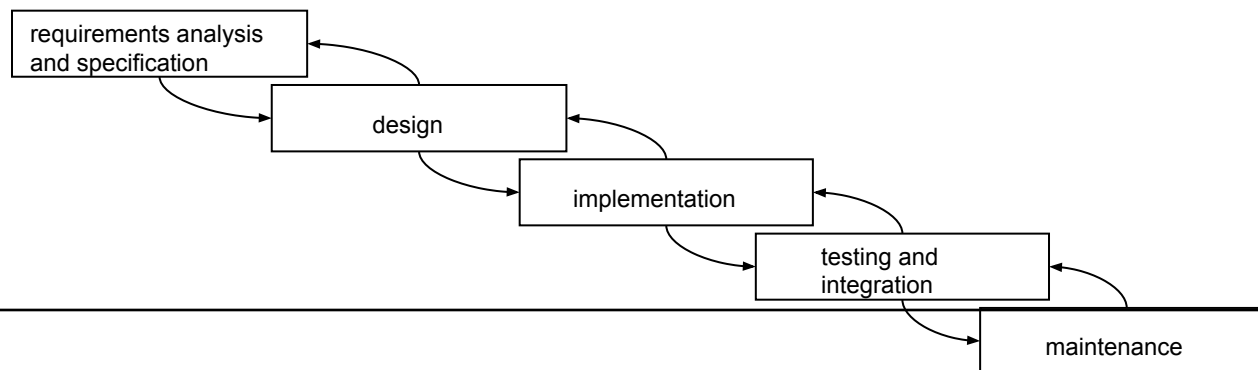 requirements analysis
and specification
design
implementation
testing and
integration
maintenance